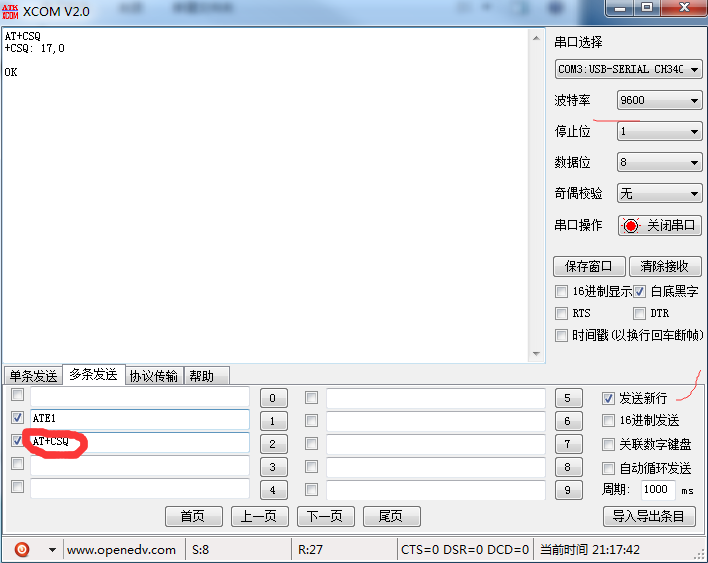 ATK
XCOM
XCOM V2.0
AT+CSQ
+CSQ: 17,0
OK
串口选择
COM3:USB-SERIAL CH340
波特率 9600
停止位 1
数据位 8
奇偶校验 无
串口操作 关闭串口
保存窗口 清除接收
16进制显示 白底黑字
RTS DTR
时间戳(以换行回车断帧)
单条发送 多条发送 协议传输 帮助
0 5 发送新行
ATE1 1 6 16进制发送
AT+CSQ 2 7 关联数字键盘
3 8 自动循环发送
4 9 周期: 1000 ms
首页 上一页 下一页 尾页 导入导出条目
www.openedv.com S:8 R:27 CTS=0 DSR=0 DCD=0 当前时间 21:17:42